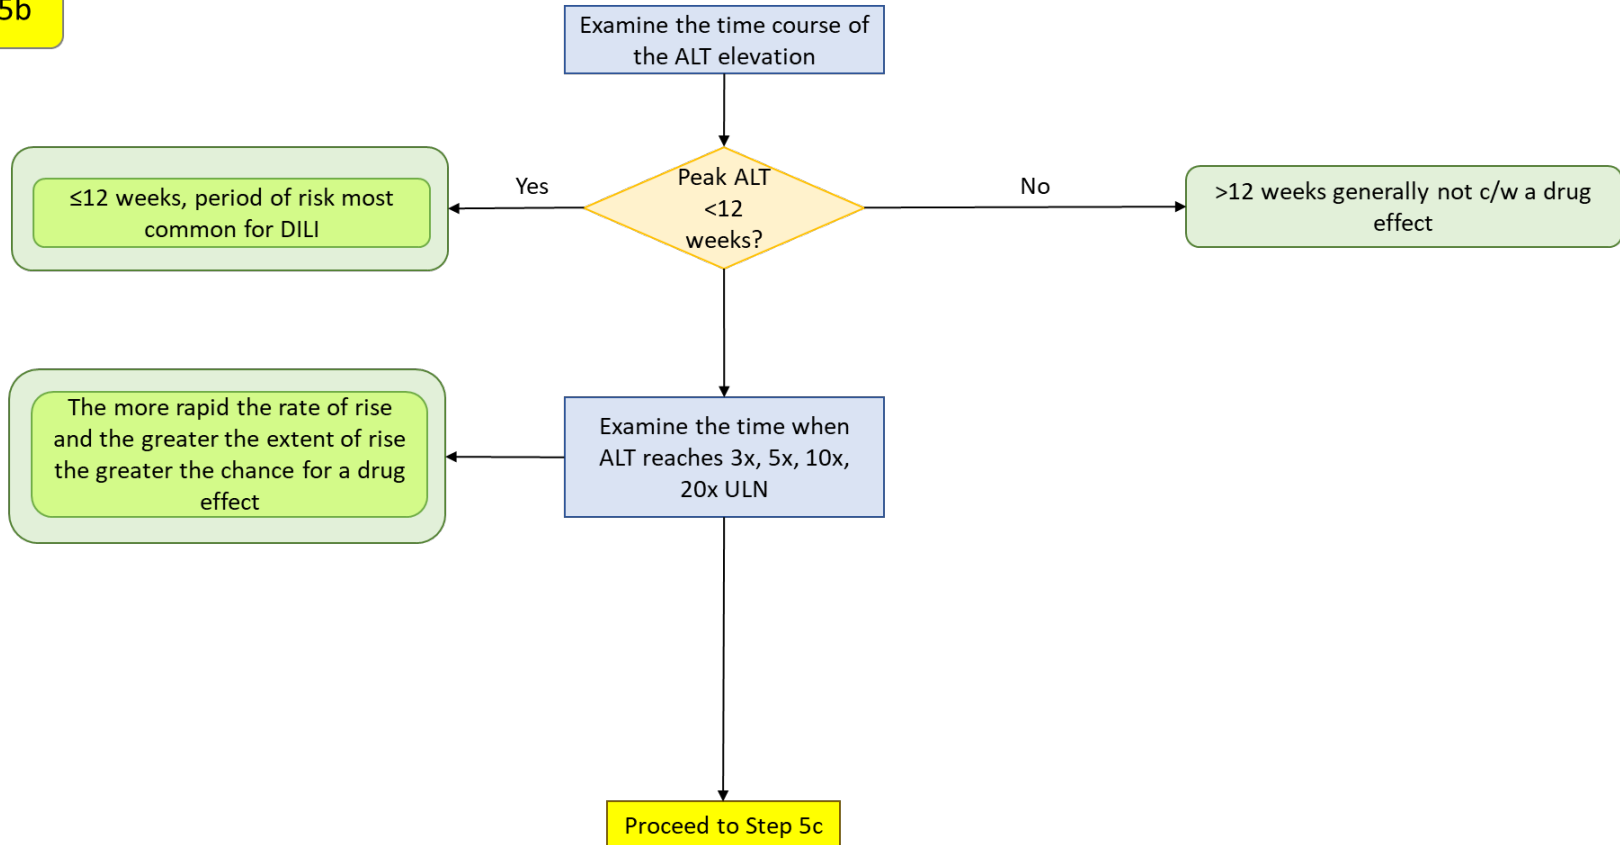 5b
Examine the time course of
the ALT elevation
Yes
Peak ALT
<12
weeks?
No
≤12 weeks, period of risk most
common for DILI
>12 weeks generally not c/w a drug
effect
The more rapid the rate of rise
and the greater the extent of rise
the greater the chance for a drug
effect
Examine the time when
ALT reaches 3x, 5x, 10x,
20x ULN
Proceed to Step 5c